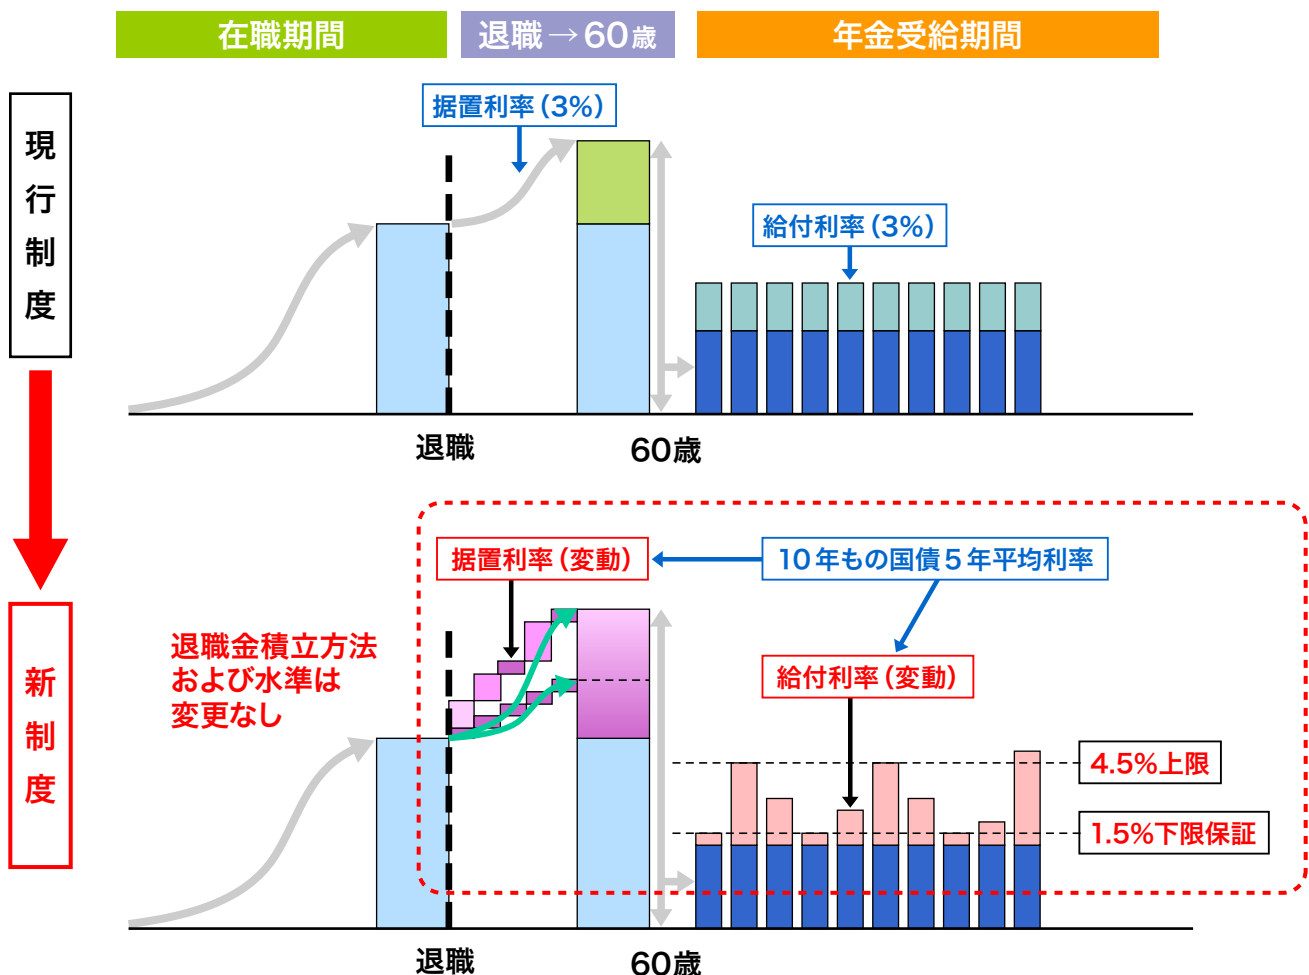 在職期間
退職→60歳
年金受給期間
現行制度
据置利率(3%)
給付利率(3%)
退職
60歳
据置利率(変動)
10年もの国債5年平均利率
新制度
退職金積立方法
および水準は
変更なし
給付利率(変動)
4.5%上限
1.5%下限保証
退職
60歳